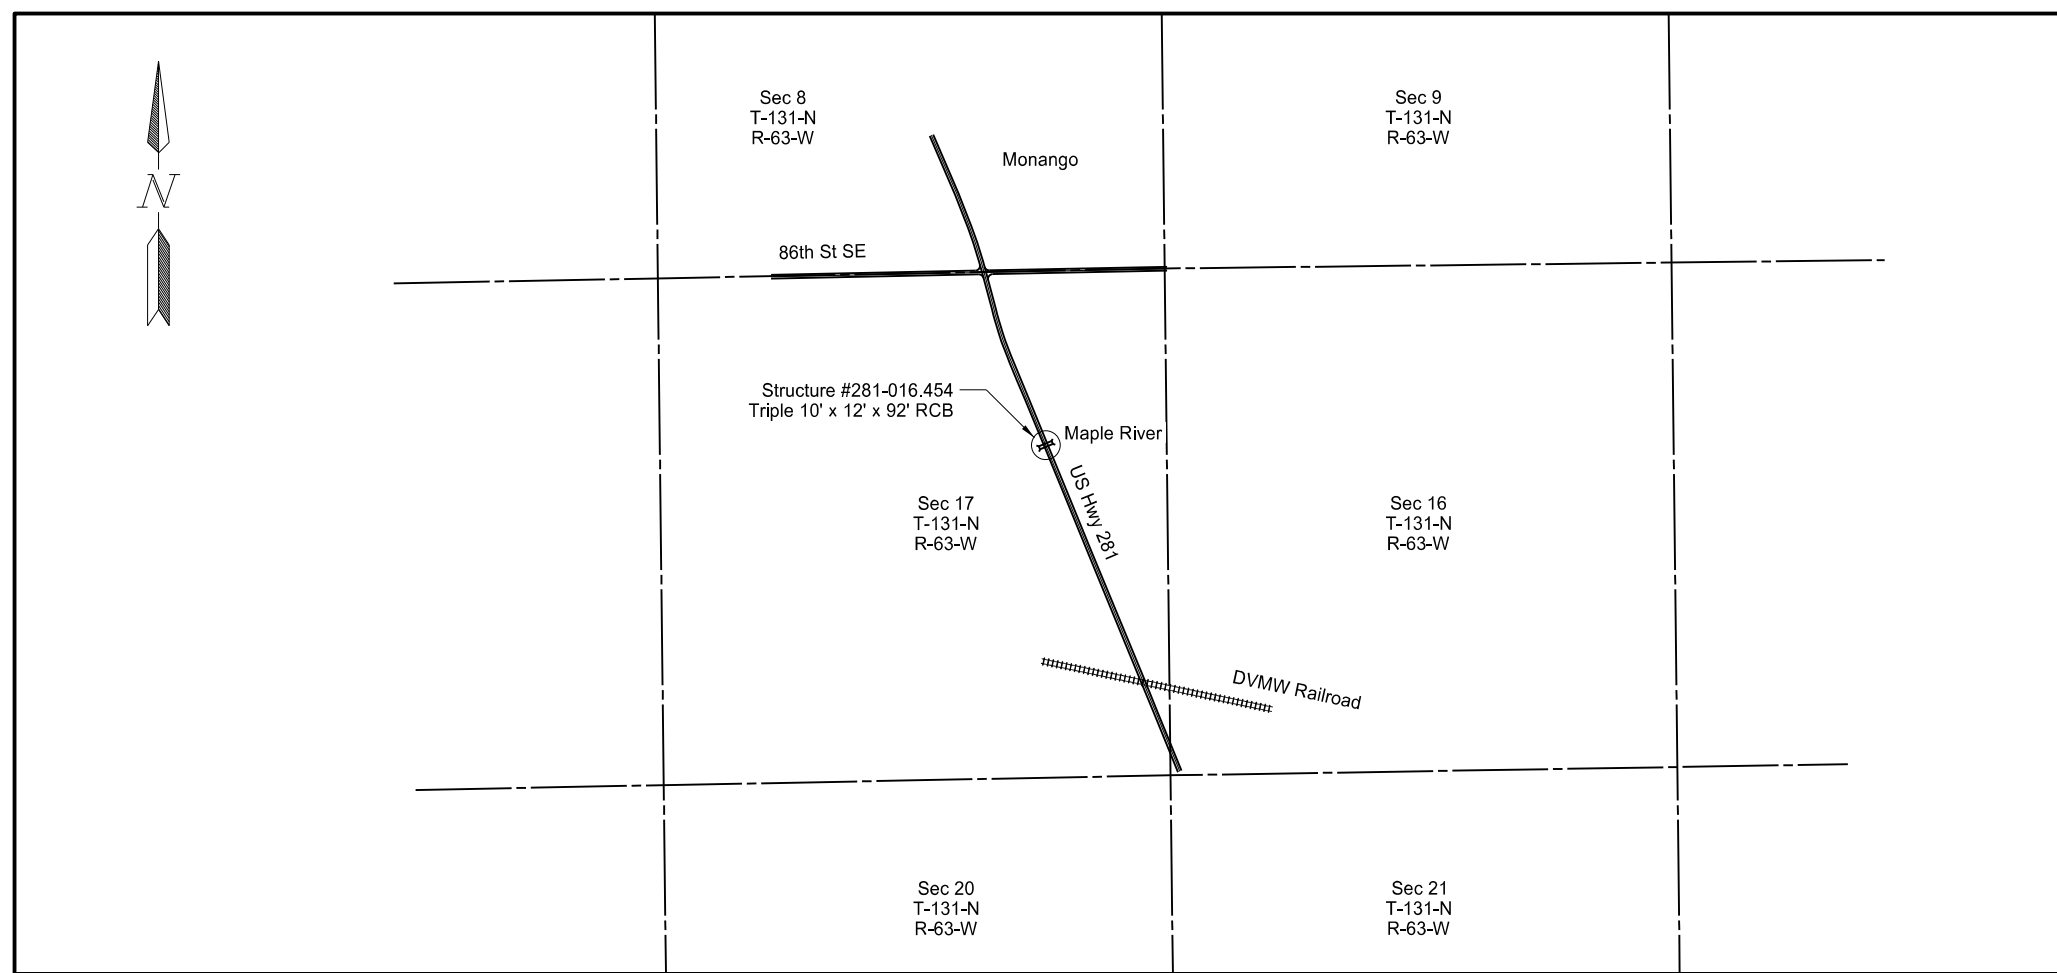 Sec 8
T-131-N
R-63-W
Sec 9
T-131-N
R-63-W
Monango
N
86th St SE
Structure #281-016.454
Triple 10' x 12' x 92' RCB
Maple River
US Hwy 281
Sec 17
T-131-N
R-63-W
Sec 16
T-131-N
R-63-W
DVMW Railroad
Sec 20
T-131-N
R-63-W
Sec 21
T-131-N
R-63-W